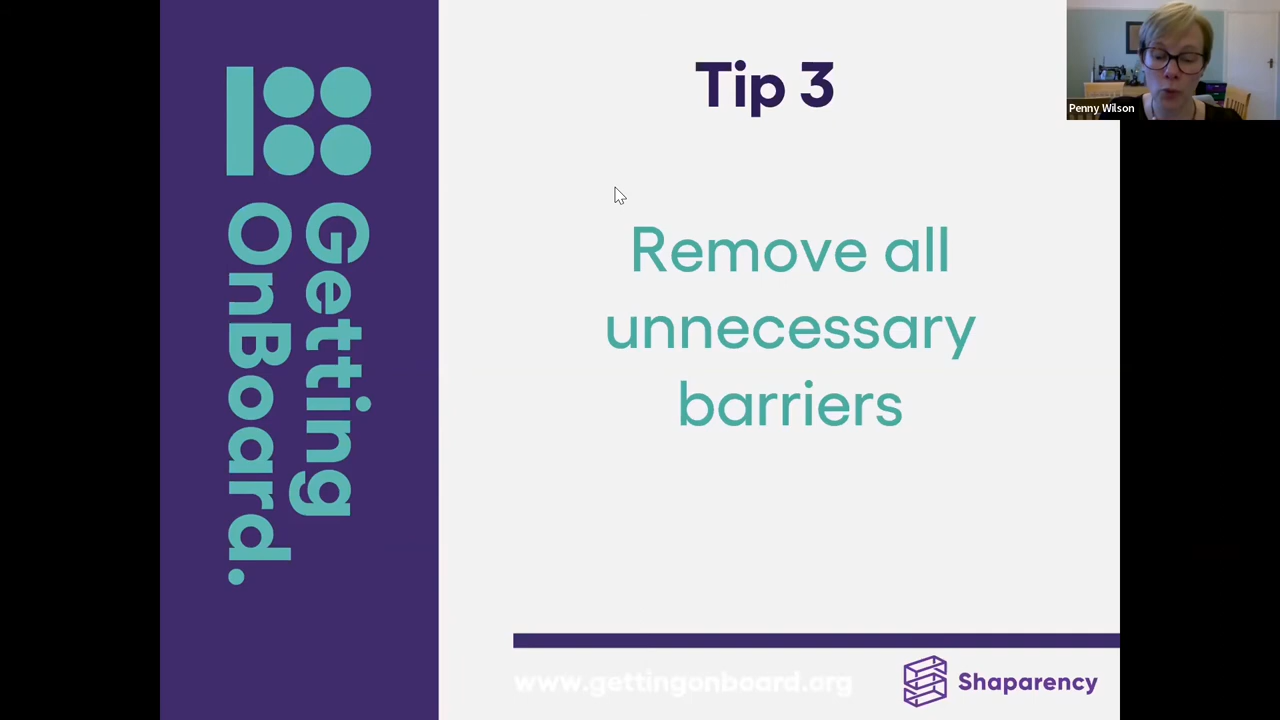 Getting
OnBoard.
Tip 3
Remove all
unnecessary
barriers
Penny Wilson
www.gettingonboard.org
Shaparency